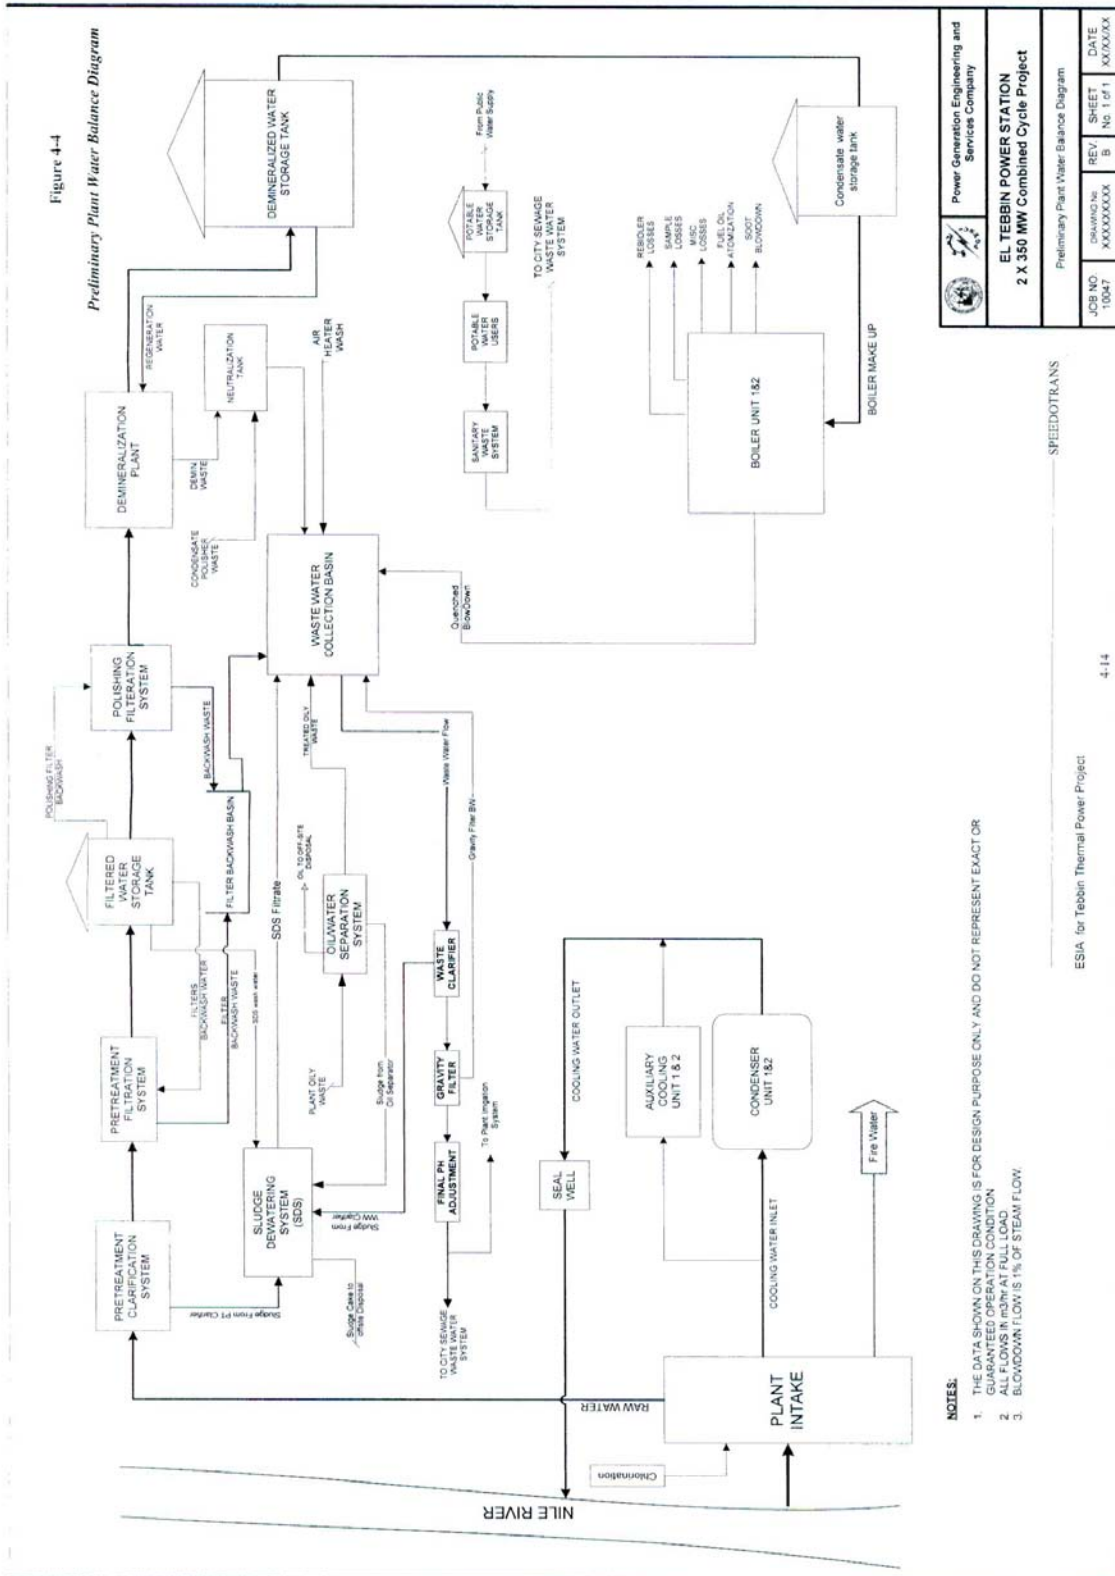 Figure 4-4
Preliminary Plant Water Balance Diagram
PRETREATMENT
CLARIFICATION
SYSTEM
PRETREATMENT
FILTRATION
SYSTEM
FILTERED
WATER
STORAGE
TANK
POLISHING FILTER
BACKWASH
POLISHING
FILTERATION
SYSTEM
DEMINERALIZATION
PLANT
REGENERATION
WATER
DEMINERALIZED WATER
STORAGE TANK
FILTERS
BACKWASH WATER
FILTER
BACKWASH WASTE
BACKWASH WASTE
FILTER BACKWASH BASIN
SDS wash water
DEMIN
WASTE
NEUTRALIZATION
TANK
CONDENSATE
POLISHER
WASTE
AIR
HEATER
WASH
Sludge From PT Clarifier
SLUDGE
DEWATERING
SYSTEM
(SDS)
SDS Filtrate
WASTE WATER
COLLECTION BASIN
PLANT OILY
WASTE
OIL TO OFF-SITE
DISPOSAL
OIL/WATER
SEPARATION
SYSTEM
TREATED OILY
WASTE
Sludge from
Oil Separator
Sludge From
WW Clarifier
Sludge Cake to
offsite Disposal
TO CITY SEWAGE
WASTE WATER
SYSTEM
FINAL PH
ADJUSTMENT
GRAVITY
FILTER
WASTE
CLARIFIER
Waste Water Flow
Gravity Filter BW
To Plant Irrigation
System
Quenched
BlowDown
SANITARY
WASTE
SYSTEM
POTABLE
WATER
USERS
POTABLE
WATER
STORAGE
TANK
From Public
Water Supply
TO CITY SEWAGE
WASTE WATER
SYSTEM
REBIOLER
LOSSES
SAMPLE
LOSSES
MISC.
LOSSES
FUEL OIL
ATOMIZATION
SOOT
BLOWDOWN
BOILER UNIT 1&2
BOILER MAKE UP
Condensate water
storage tank
NILE RIVER
RAW WATER
Chlorination
PLANT
INTAKE
SEAL
WELL
COOLING WATER OUTLET
COOLING WATER INLET
AUXILIARY
COOLING
UNIT 1 & 2
CONDENSER
UNIT 1&2
Fire Water
NOTES:
1. THE DATA SHOWN ON THIS DRAWING IS FOR DESIGN PURPOSE ONLY AND DO NOT REPRESENT EXACT OR
GUARANTEED OPERATION CONDITION
2. ALL FLOWS IN m3/hr AT FULL LOAD
3. BLOWDOWN FLOW IS 1% OF STEAM FLOW.
Power Generation Engineering and
Services Company
EL TEBBIN POWER STATION
2 X 350 MW Combined Cycle Project
Preliminary Plant Water Balance Diagram
JOB NO. DRAWING No REV. SHEET DATE
10047 XXXXXXXXX B No. 1 of 1 XX/XX/XX
SPEEDOTRANS
ESIA for Tebbin Thermal Power Project
4-14